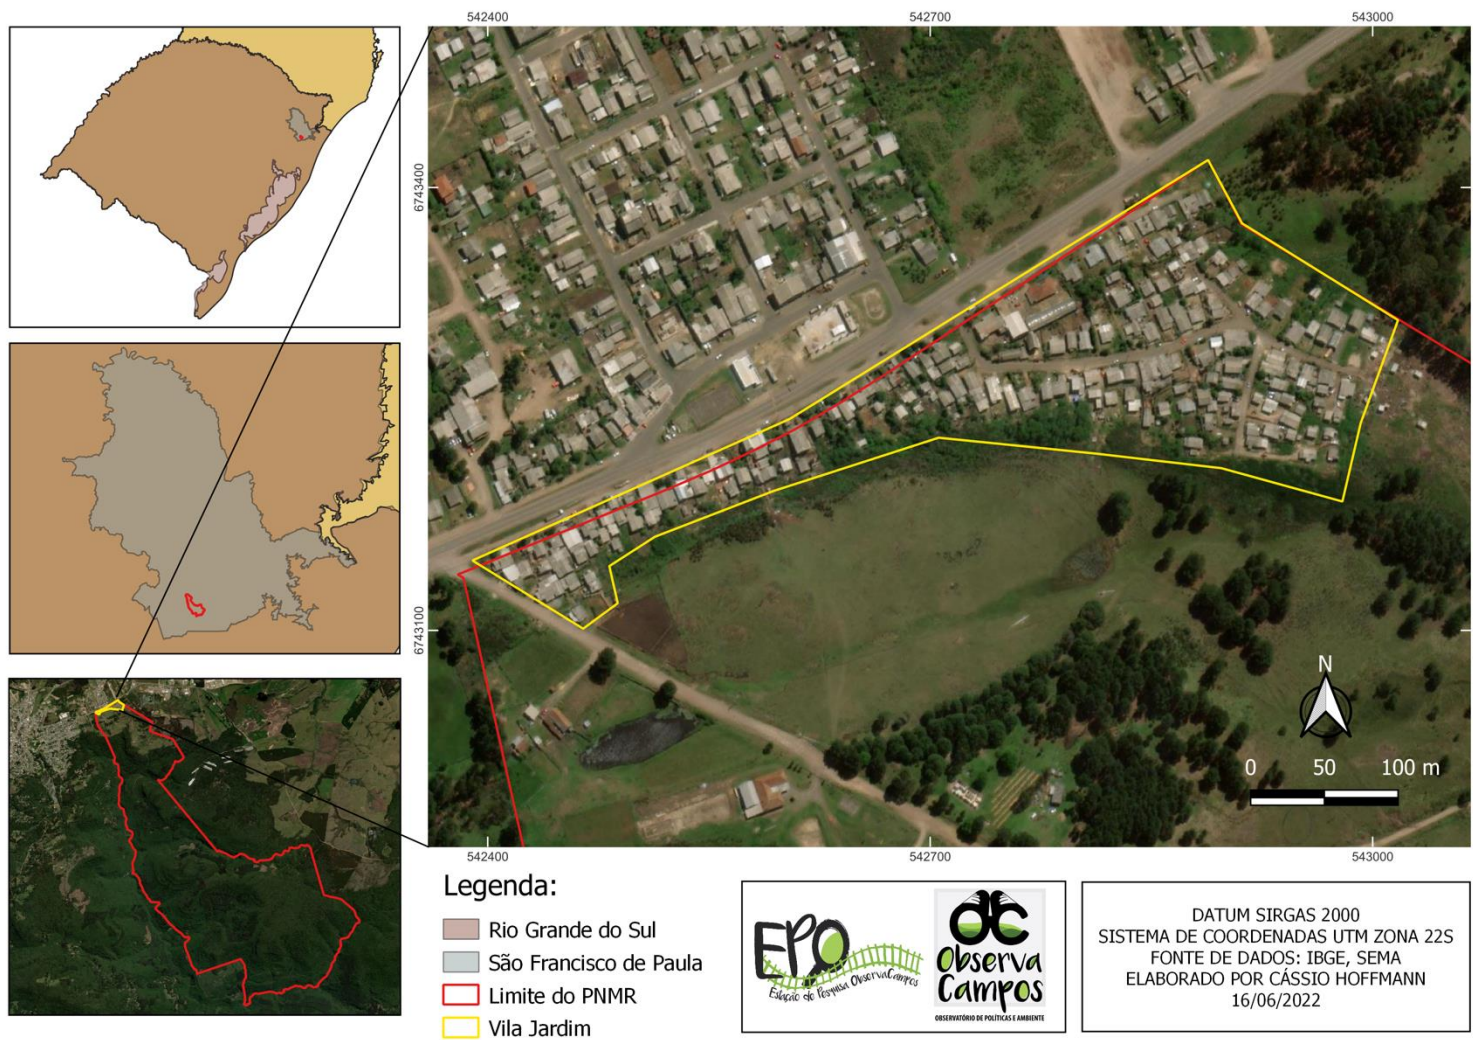 542400
542700
543000
6743400
6743100
N
0 50 100 m
542400
542700
543000
Legenda:
Rio Grande do Sul
São Francisco de Paula
Limite do PNMR
Vila Jardim
EPO
Estação de Pesquisa ObservaCampos
OC
Observa
Campos
OBSERVATÓRIO DE POLÍTICAS E AMBIENTE
DATUM SIRGAS 2000
SISTEMA DE COORDENADAS UTM ZONA 22S
FONTE DE DADOS: IBGE, SEMA
ELABORADO POR CÁSSIO HOFFMANN
16/06/2022